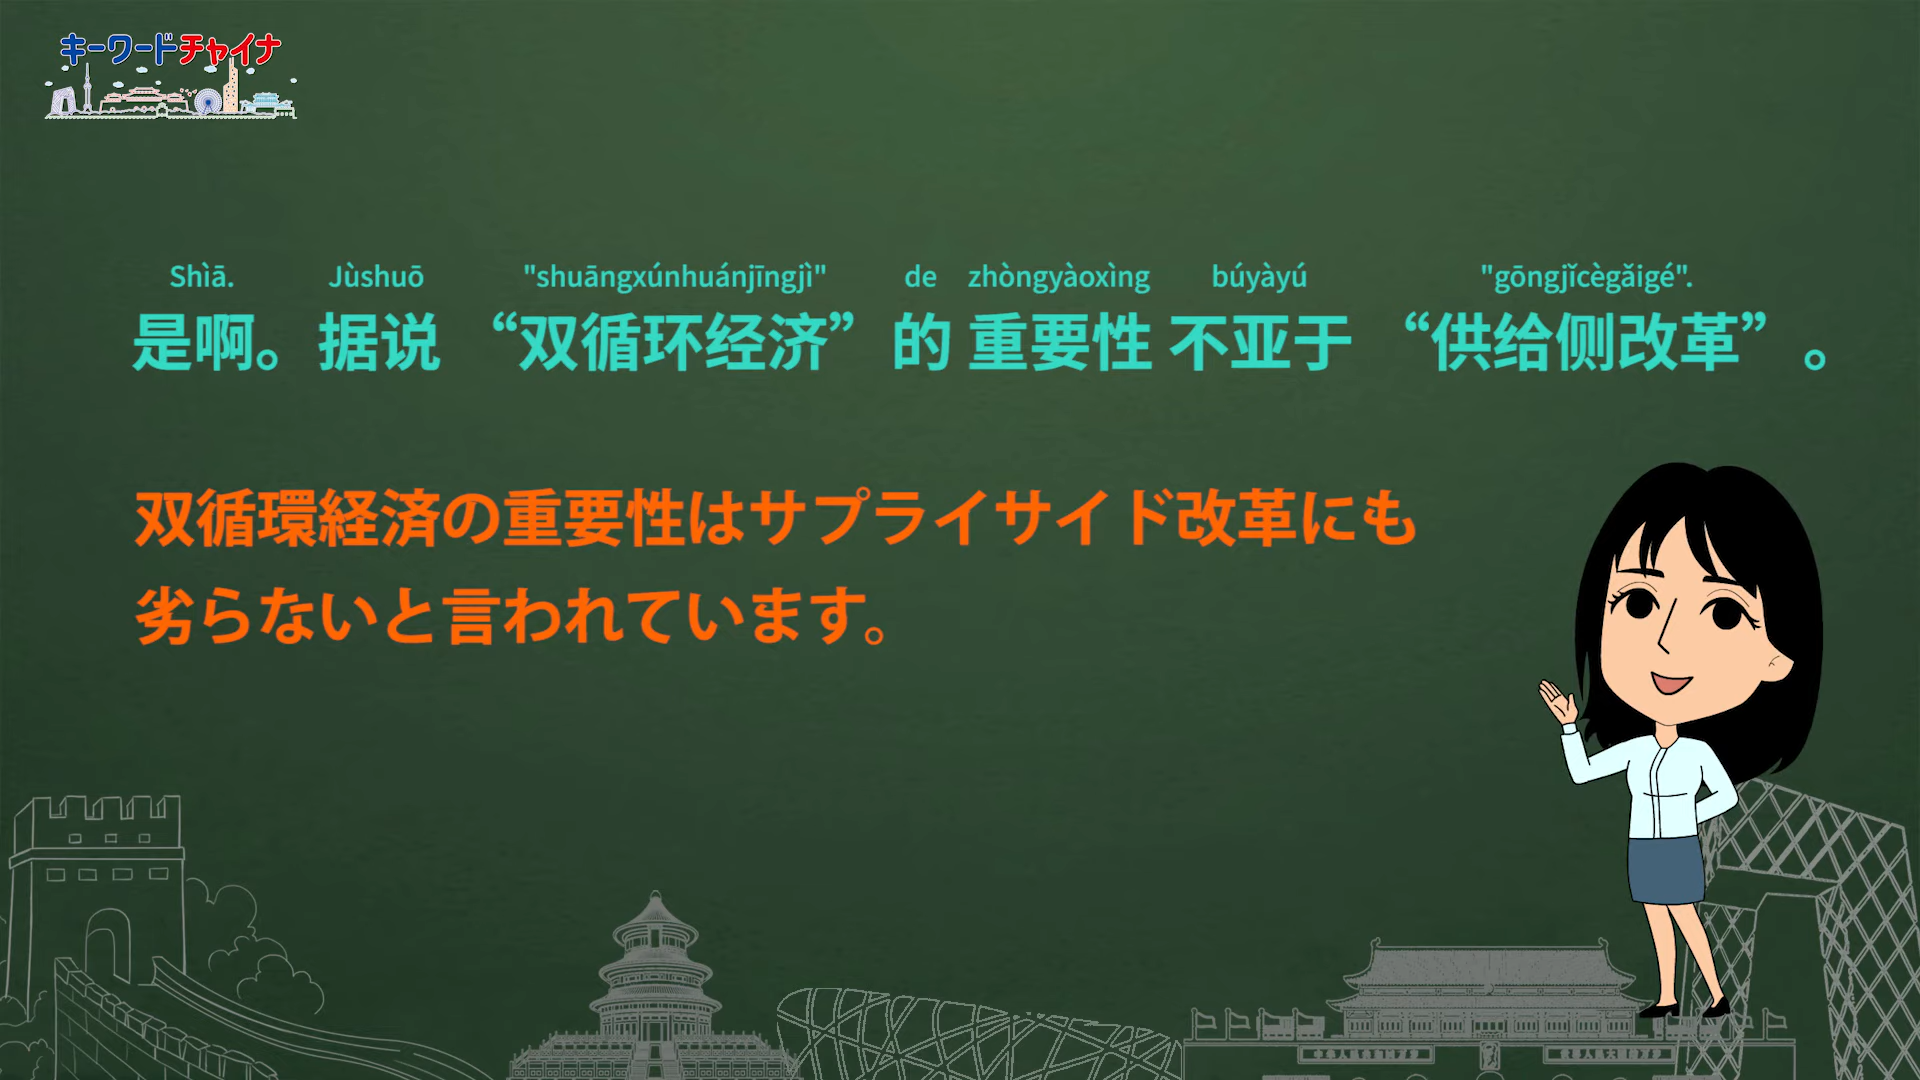 キーワードチャイナ
Shìā. Jùshuō "shuāngxúnhuánjīngjì" de zhòngyàoxìng búyàyú "gōngjǐcègǎigé".
是啊。据说 “双循环经济” 的 重要性 不亚于 “供给侧改革” 。
双循環経済の重要性はサプライサイド改革にも
劣らないと言われています。